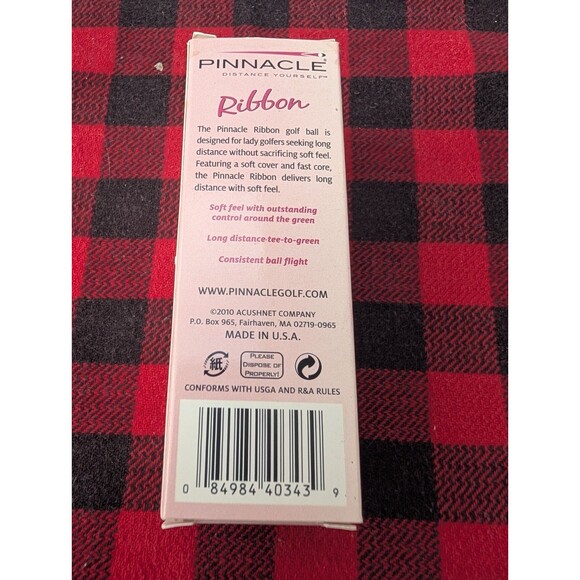 PINNACLE®
DISTANCE YOURSELF™
Ribbon
The Pinnacle Ribbon golf ball is
designed for lady golfers seeking long
distance without sacrificing soft feel.
Featuring a soft cover and fast core,
the Pinnacle Ribbon delivers long
distance with soft feel.
Soft feel with outstanding
control around the green
Long distance-tee-to-green
Consistent ball flight
WWW.PINNACLEGOLF.COM
©2010 ACUSHNET COMPANY
P.O. Box 965, Fairhaven, MA 02719-0965
MADE IN U.S.A.
紙
PLEASE
DISPOSE OF
PROPERLY!
CONFORMS WITH USGA AND R&A RULES
0 84984 40343 9